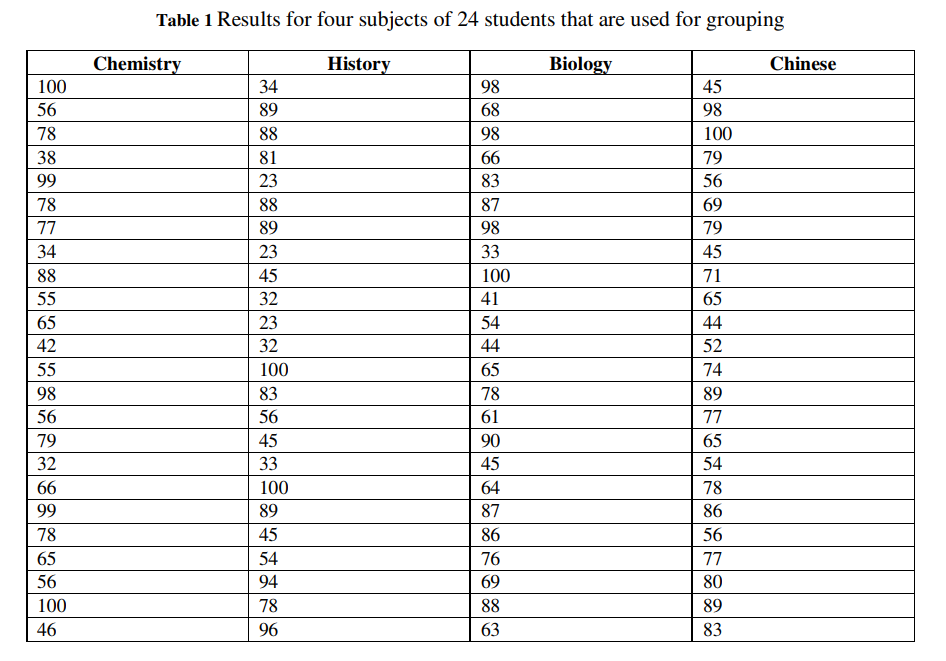 Table 1 Results for four subjects of 24 students that are used for grouping
Chemistry History Biology Chinese
100 34 98 45
56 89 68 98
78 88 98 100
38 81 66 79
99 23 83 56
78 88 87 69
77 89 98 79
34 23 33 45
88 45 100 71
55 32 41 65
65 23 54 44
42 32 44 52
55 100 65 74
98 83 78 89
56 56 61 77
79 45 90 65
32 33 45 54
66 100 64 78
99 89 87 86
78 45 86 56
65 54 76 77
56 94 69 80
100 78 88 89
46 96 63 83